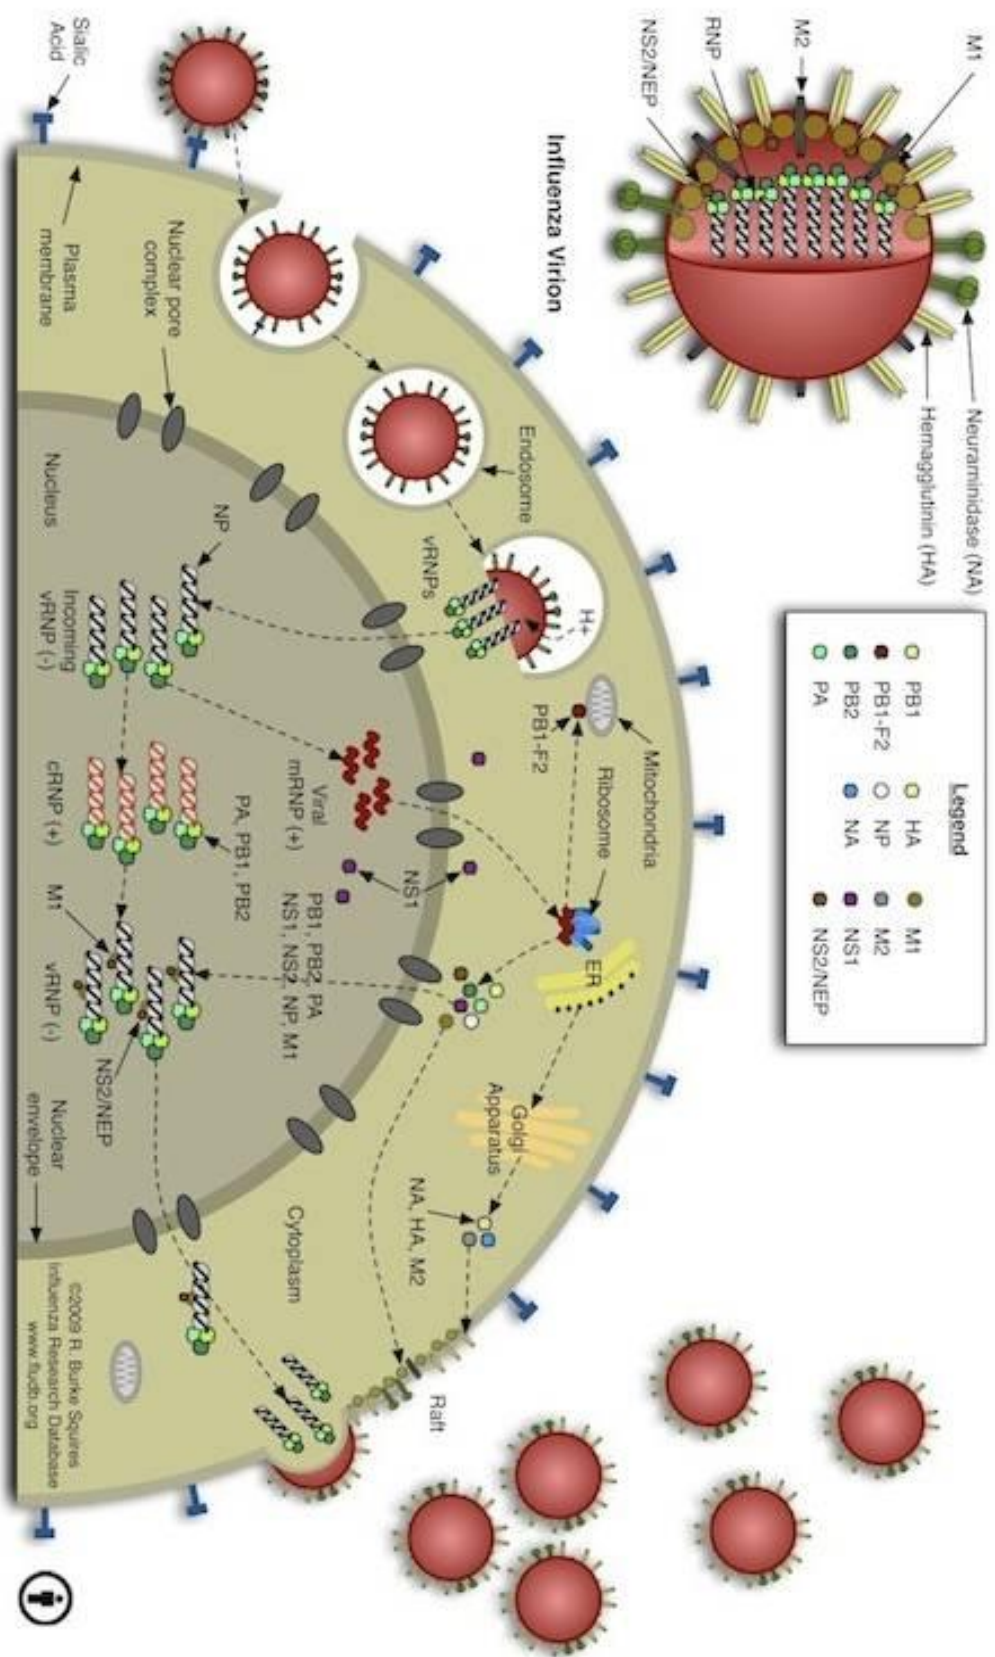 M1
M2
RNP
NS2/NEP
Neuraminidase (NA)
Hemagglutinin (HA)
Influenza Virion
Legend
PB1
HA
M1
PB1-F2
NP
M2
PB2
NA
NS1
PA
NS2/NEP
Sialic
Acid
Plasma
membrane
Nuclear pore
complex
Endosome
H+
vRNPs
Mitochondria
PB1-F2
Ribosome
ER
Golgi
Apparatus
NA, HA, M2
Raft
Nucleus
NP
Incoming
vRNP (-)
Viral
mRNP (+)
NS1
PB1, PB2, PA
NS1, NS2, NP, M1
PA, PB1, PB2
cRNP (+)
M1
vRNP (-)
NS2/NEP
Nuclear
envelope
Cytoplasm
©2009 R. Burke Squires
Influenza Research Database
www.fludb.org